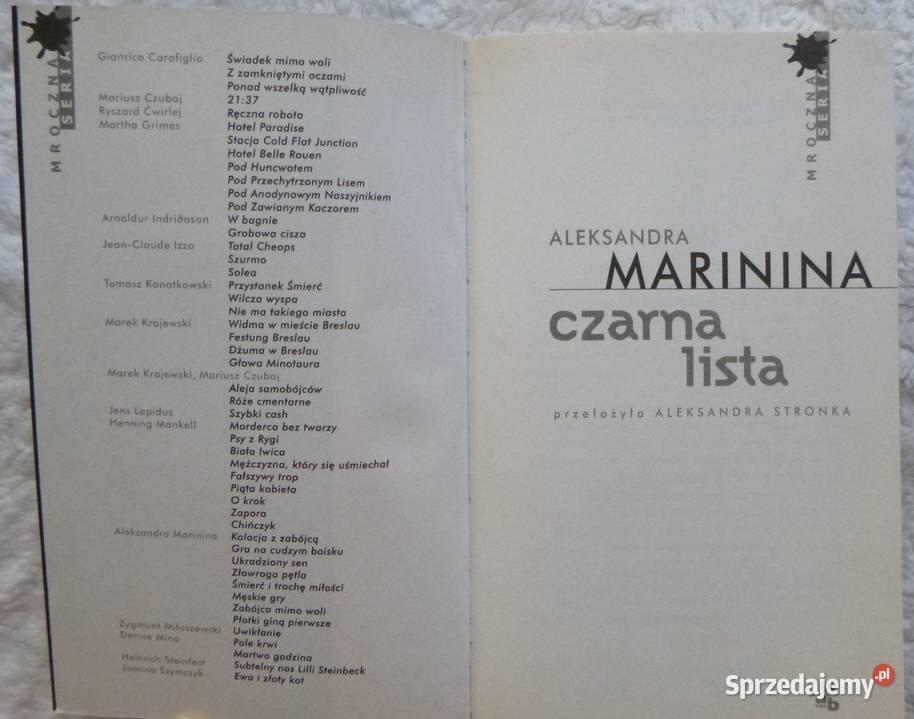 MROCZNA
SERIA
Gianrico Carofiglio Świadek mimo woli
Z zamkniętymi oczami
Ponad wszelką wątpliwość
Mariusz Czubaj 21:37
Ryszard Ćwirlej Ręczna robota
Martha Grimes Hotel Paradise
Stacja Cold Flat Junction
Hotel Belle Rouen
Pod Huncwotem
Pod Przechytrzonym Lisem
Pod Anodynowym Naszyjnikiem
Pod Zawianym Kaczorem
Arnaldur Indriðason W bagnie
Grobowa cisza
Jean-Claude Izzo Total Cheops
Szurmo
Solea
Tomasz Konatkowski Przystanek Śmierć
Wilcza wyspa
Nie ma takiego miasta
Marek Krajewski Widma w mieście Breslau
Festung Breslau
Dżuma w Breslau
Głowa Minotaura
Marek Krajewski, Mariusz Czubaj
Aleja samobójców
Róże cmentarne
Jens Lapidus Szybki cash
Henning Mankell Morderca bez twarzy
Psy z Rygi
Biała lwica
Mężczyzna, który się uśmiechał
Fałszywy trop
Piąta kobieta
O krok
Zapora
Chińczyk
Aleksandra Marinina Kolacja z zabójcą
Gra na cudzym boisku
Ukradziony sen
Złowroga pętla
Śmierć i trochę miłości
Męskie gry
Zabójca mimo woli
Płotki giną pierwsze
Zygmunt Miłoszewski Uwikłanie
Denise Mina Pole krwi
Martwa godzina
Heinrich Steinfest Subtelny nos Lilli Steinbeck
Joanna Szymczyk Ewa i złoty kot
MROCZNA
SERIA
ALEKSANDRA
MARININA
czarna
lista
przełożyła ALEKSANDRA STRONKA
Sprzedajemy.pl